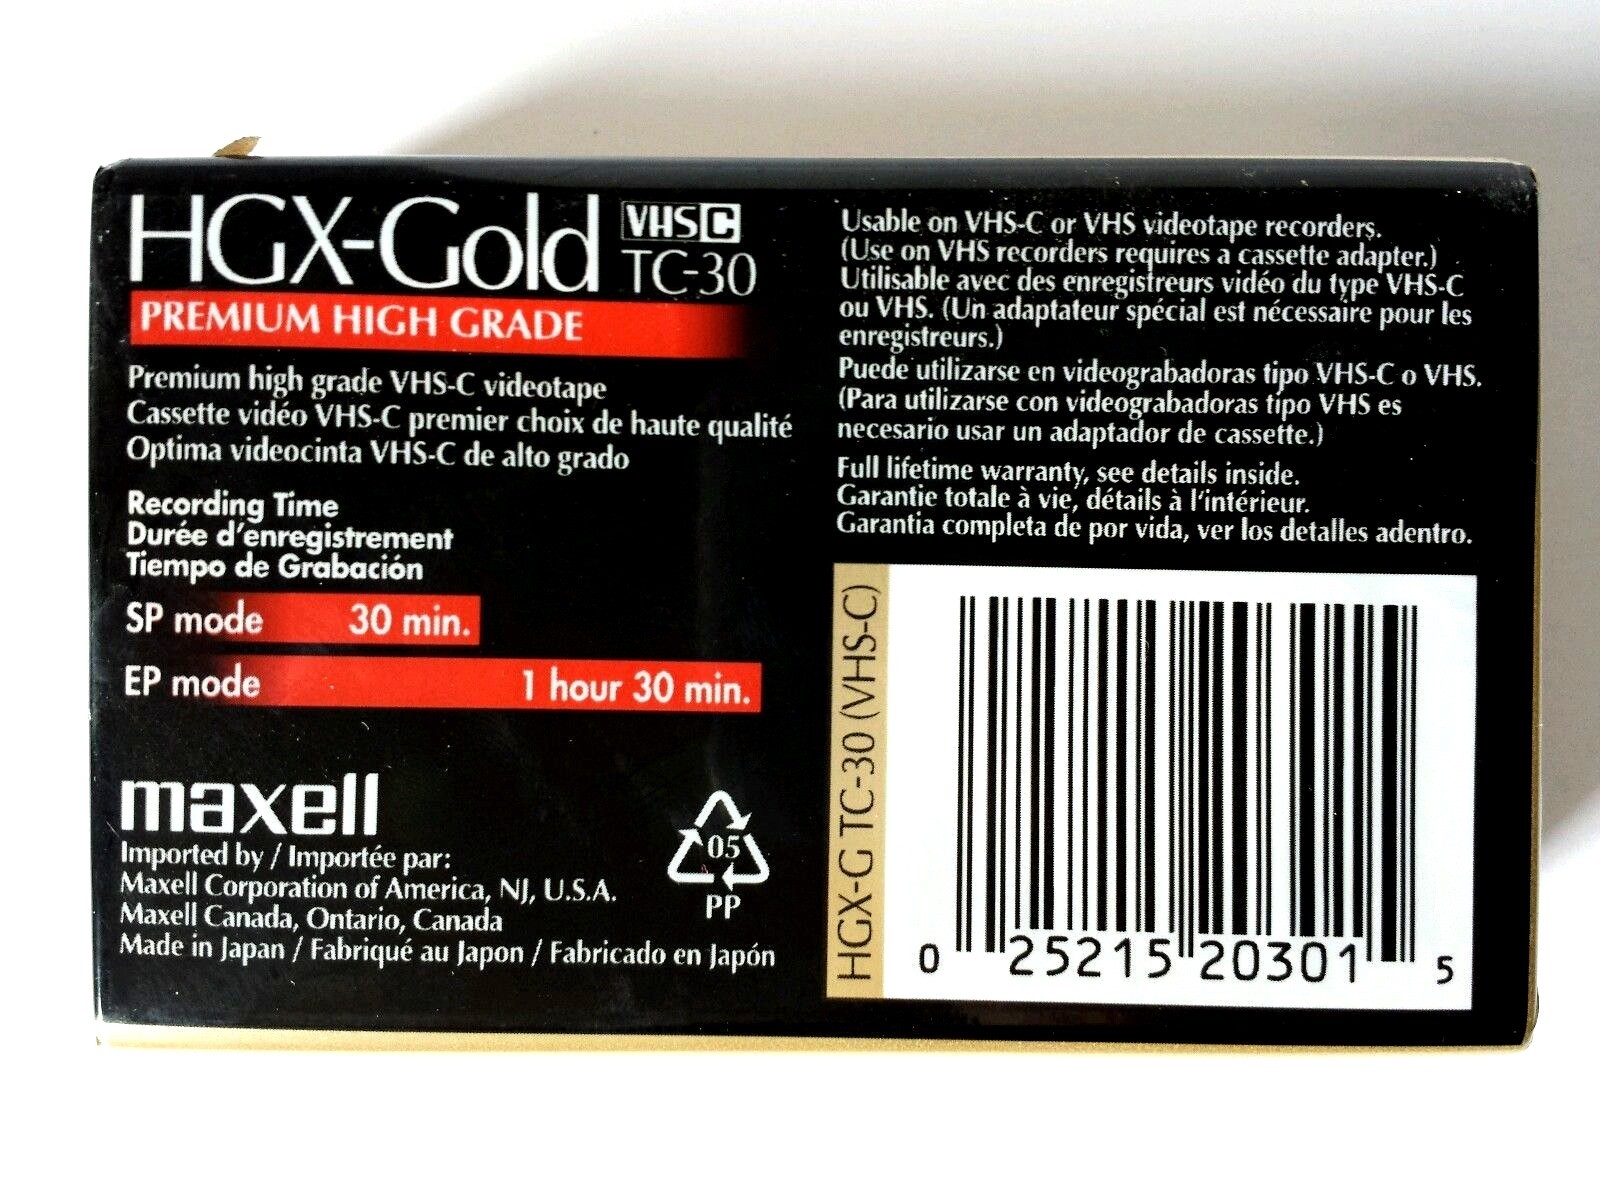 HGX-Gold VHSC
TC-30
PREMIUM HIGH GRADE
Premium high grade VHS-C videotape
Cassette vidéo VHS-C premier choix de haute qualité
Optima videocinta VHS-C de alto grado
Recording Time
Durée d'enregistrement
Tiempo de Grabación
SP mode 30 min.
EP mode 1 hour 30 min.
maxell
Imported by / Importée par:
Maxell Corporation of America, NJ, U.S.A.
Maxell Canada, Ontario, Canada
Made in Japan / Fabriqué au Japon / Fabricado en Japón
05
PP
Usable on VHS-C or VHS videotape recorders.
(Use on VHS recorders requires a cassette adapter.)
Utilisable avec des enregistreurs vidéo du type VHS-C
ou VHS. (Un adaptateur spécial est nécessaire pour les
enregistreurs.)
Puede utilizarse en videograbadoras tipo VHS-C o VHS.
(Para utilizarse con videograbadoras tipo VHS es
necesario usar un adaptador de cassette.)
Full lifetime warranty, see details inside.
Garantie totale à vie, détails à l'intérieur.
Garantia completa de por vida, ver los detalles adentro.
HGX-G TC-30 (VHS-C)
0 25215 20301 5